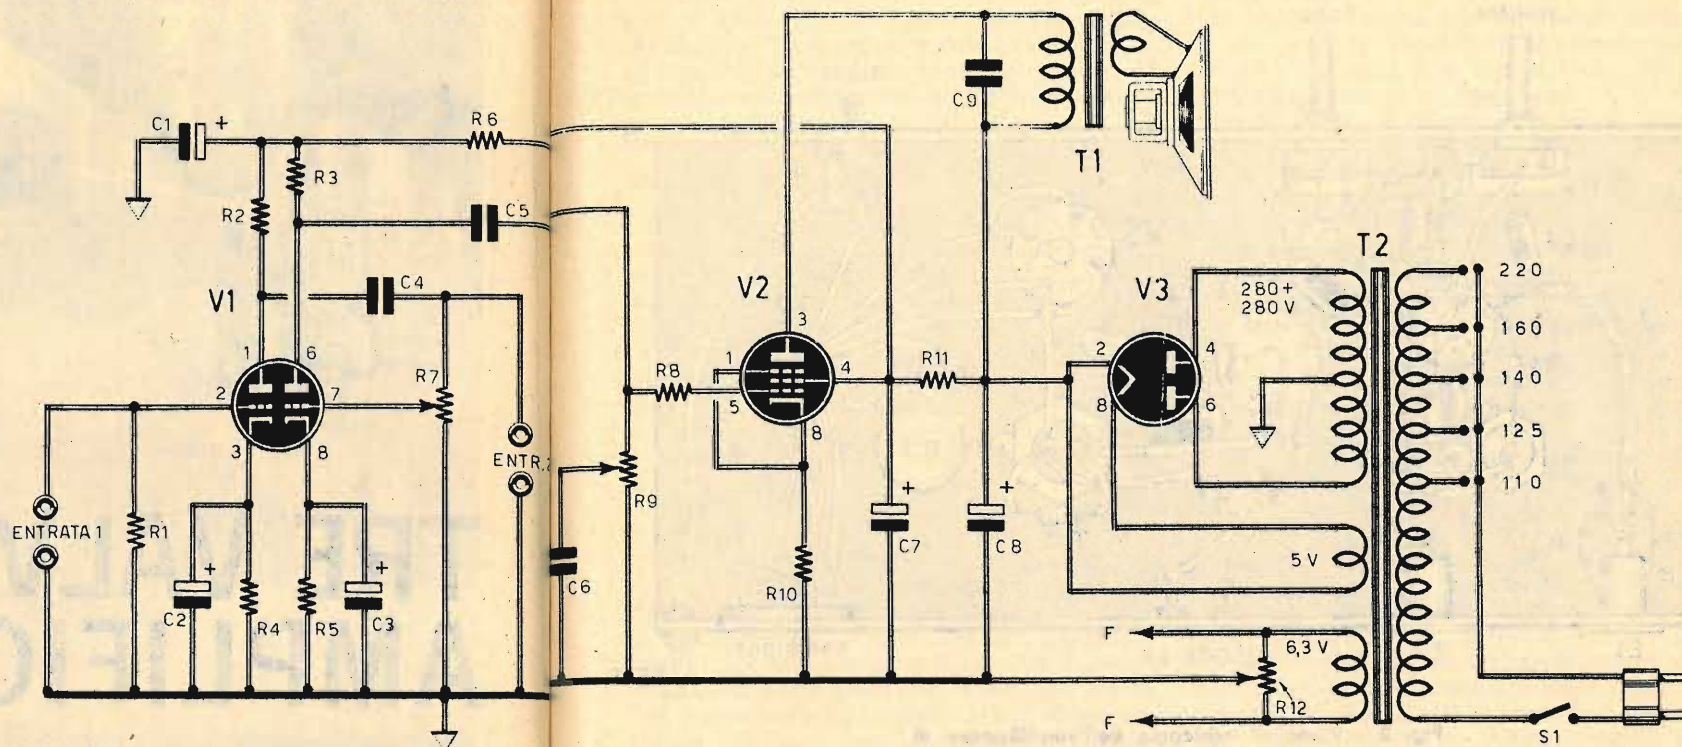 C1
+
R6
R3
R2
C5
C4
V1
1
6
2
7
3
8
R7
ENTRATA 1
R1
ENTR.
+
C2
R4
R5
+
C3
C9
T1
V2
3
1
5
4
8
R8
R9
C6
R10
R11
+
C7
+
C8
V3
2
8
4
6
280+
280 V
5 V
F
6,3 V
F
R12
T2
220
160
140
125
110
S1